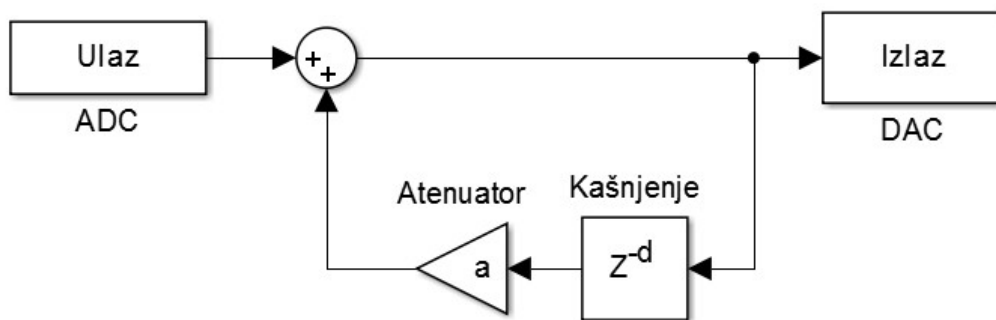 Ulaz
ADC
+
+
Izlaz
DAC
Atenuator
a
Kašnjenje
Z-d